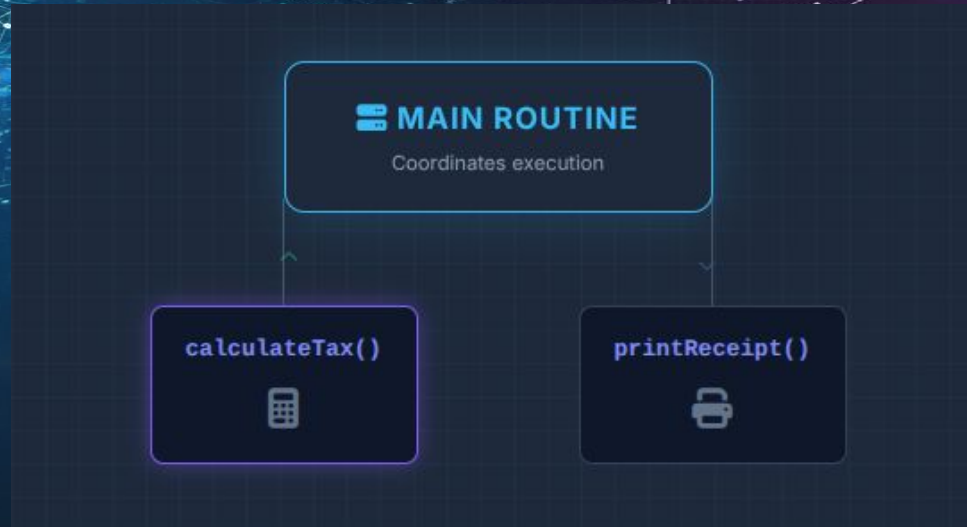 MAIN ROUTINE
Coordinates execution
calculateTax()
printReceipt()